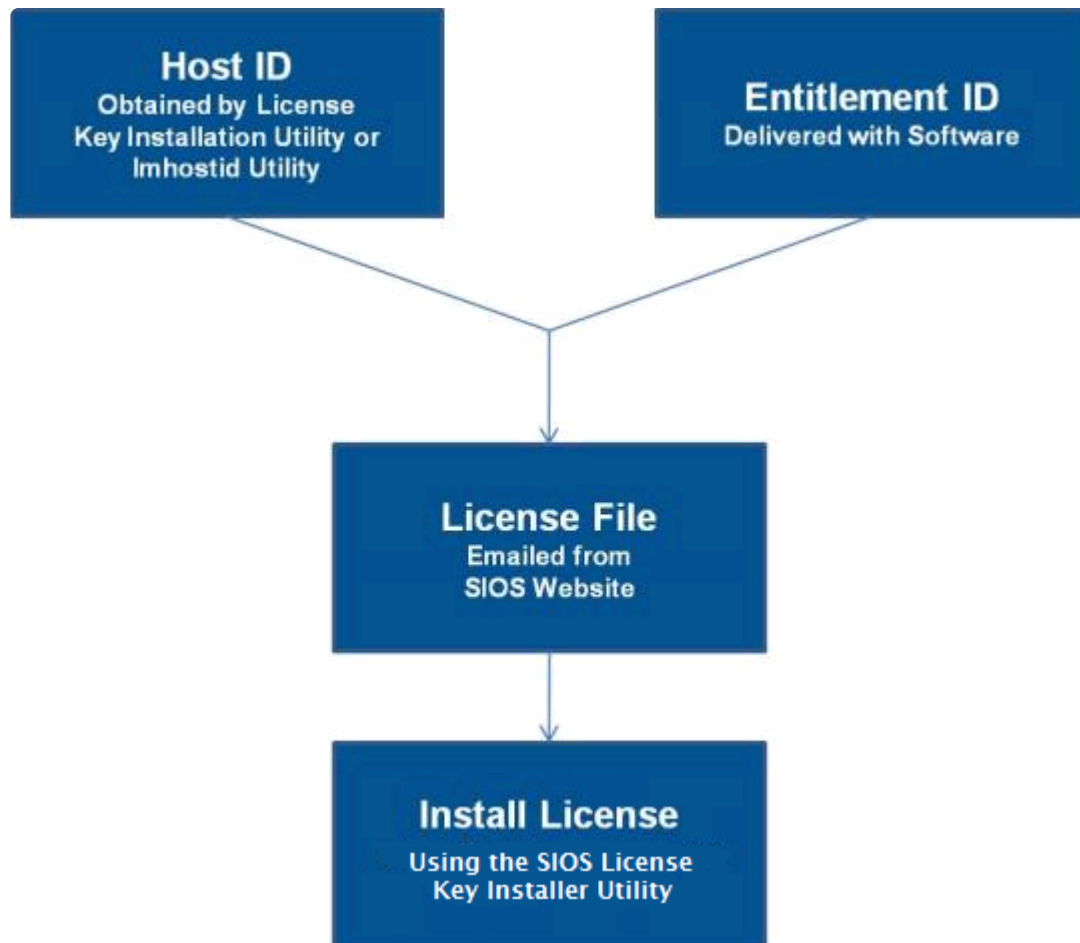 Host ID
Obtained by License
Key Installation Utility or
lmhostid Utility
Entitlement ID
Delivered with Software
License File
Emailed from
SIOS Website
Install License
Using the SIOS License
Key Installer Utility